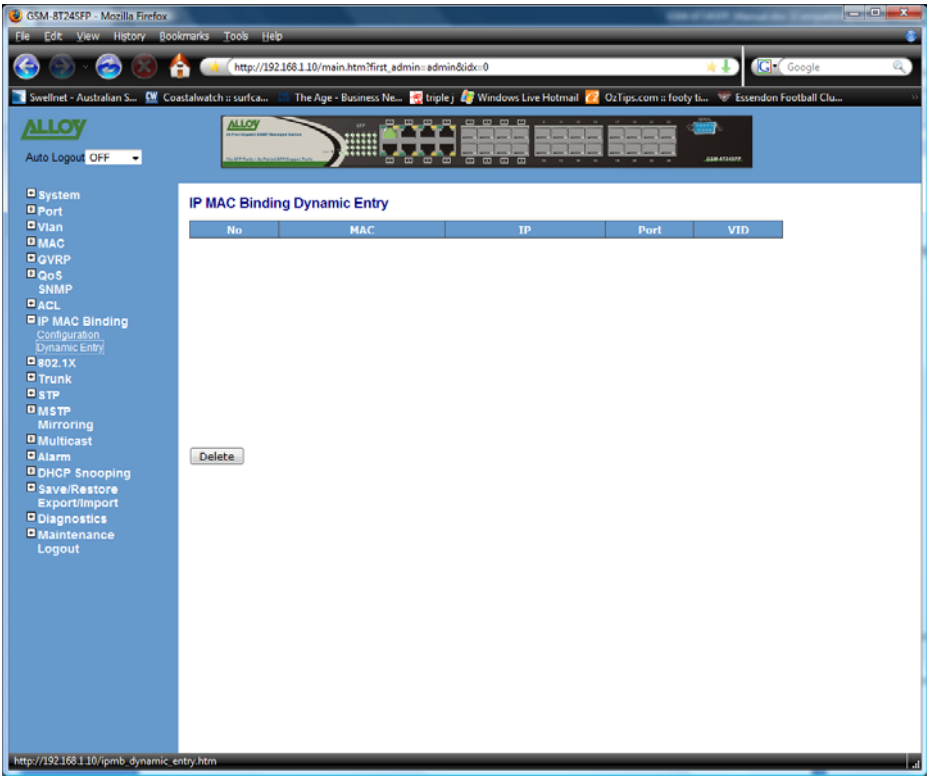 GSM-8T24SFP - Mozilla Firefox
File Edit View History Bookmarks Tools Help
http://192.168.1.10/main.htm?first_admin=admin&idx=0
Google
Swellnet - Australian S... CW Coastalwatch :: surfca... The Age - Business Ne... triple j Windows Live Hotmail OzTips.com :: footy ti... Essendon Football Clu...
ALLOY
ALLOY
Auto Logout OFF
System
Port
Vlan
MAC
GVRP
QoS
SNMP
ACL
IP MAC Binding
Configuration
Dynamic Entry
802.1X
Trunk
STP
MSTP
Mirroring
Multicast
Alarm
DHCP Snooping
Save/Restore
Export/Import
Diagnostics
Maintenance
Logout
IP MAC Binding Dynamic Entry
No MAC IP Port VID
Delete
http://192.168.1.10/ipmb_dynamic_entry.htm